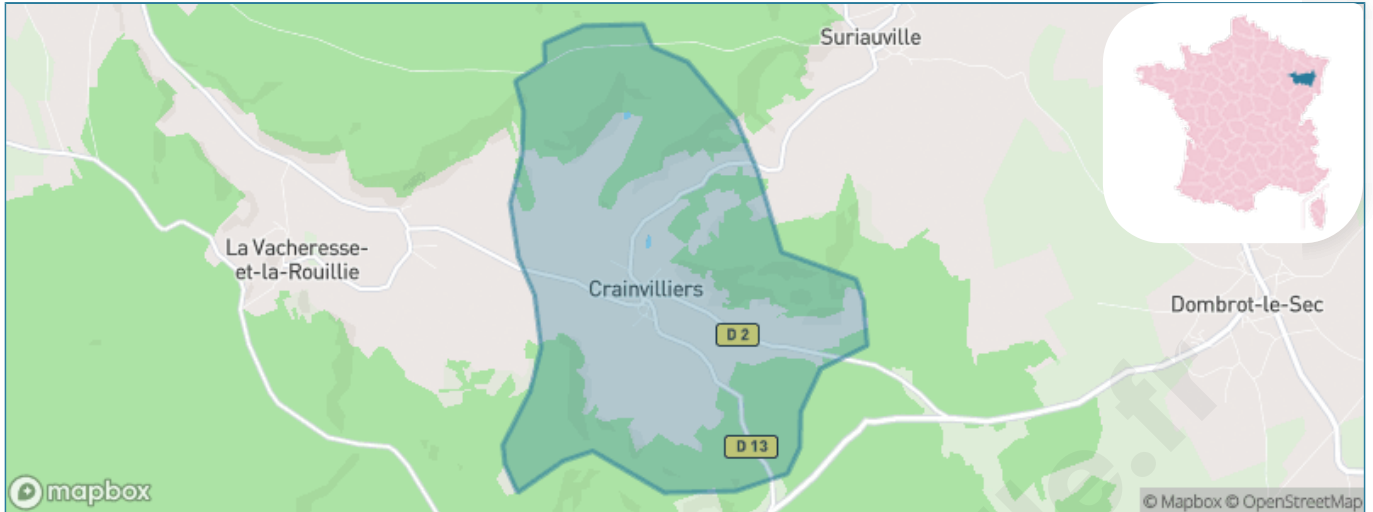 Suriauville
La Vacheresse-
et-la-Rouillie
Crainvilliers
Dombrot-le-Sec
D 2
D 13
mapbox
© Mapbox © OpenStreetMap